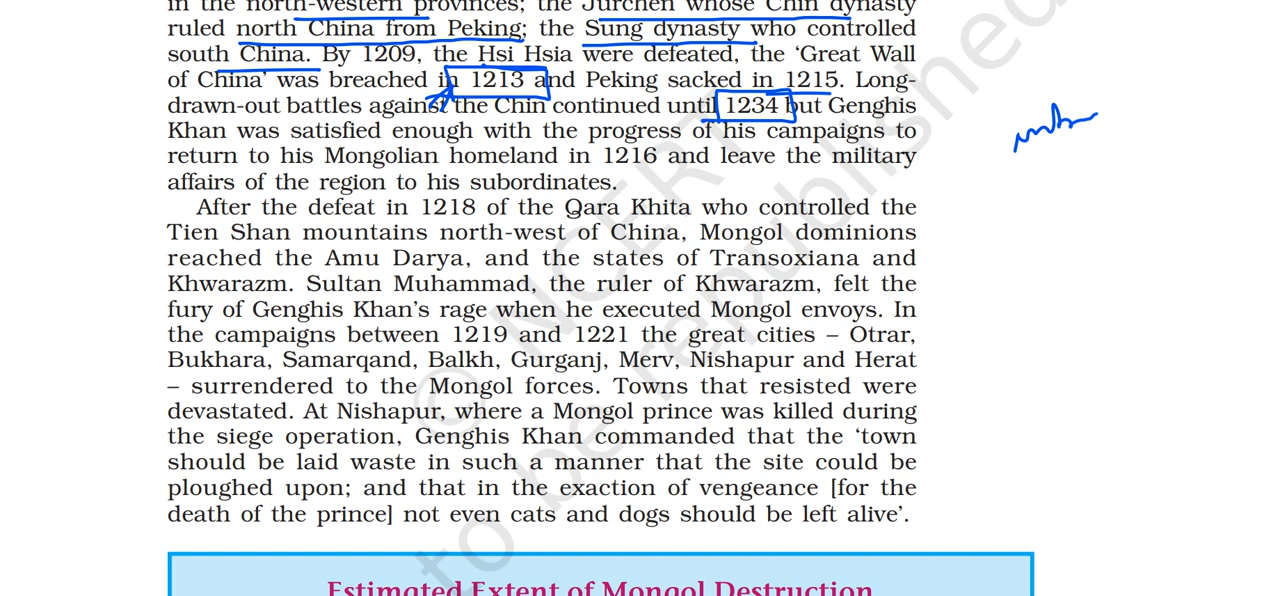 in the north-western provinces; the Jurchen whose Chin dynasty
ruled north China from Peking; the Sung dynasty who controlled
south China. By 1209, the Hsi Hsia were defeated, the ‘Great Wall
of China’ was breached in 1213 and Peking sacked in 1215. Long-
drawn-out battles against the Chin continued until 1234 but Genghis
Khan was satisfied enough with the progress of his campaigns to
return to his Mongolian homeland in 1216 and leave the military
affairs of the region to his subordinates.
After the defeat in 1218 of the Qara Khita who controlled the
Tien Shan mountains north-west of China, Mongol dominions
reached the Amu Darya, and the states of Transoxiana and
Khwarazm. Sultan Muhammad, the ruler of Khwarazm, felt the
fury of Genghis Khan’s rage when he executed Mongol envoys. In
the campaigns between 1219 and 1221 the great cities – Otrar,
Bukhara, Samarqand, Balkh, Gurganj, Merv, Nishapur and Herat
– surrendered to the Mongol forces. Towns that resisted were
devastated. At Nishapur, where a Mongol prince was killed during
the siege operation, Genghis Khan commanded that the ‘town
should be laid waste in such a manner that the site could be
ploughed upon; and that in the exaction of vengeance [for the
death of the prince] not even cats and dogs should be left alive’.
Estimated Extent of Mongol Destruction
© NCERT
to be republished